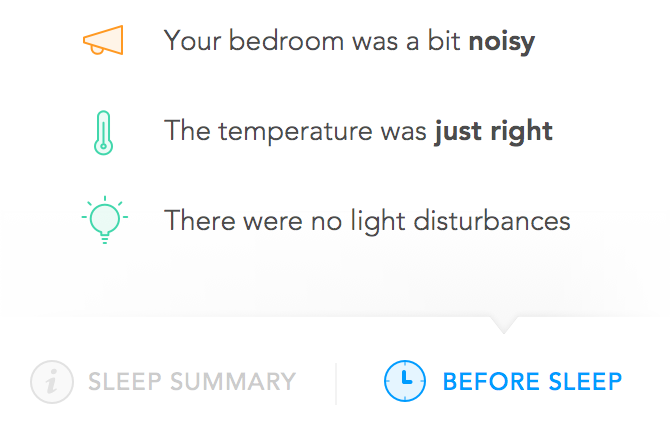 Your bedroom was a bit noisy
The temperature was just right
There were no light disturbances
i SLEEP SUMMARY
BEFORE SLEEP